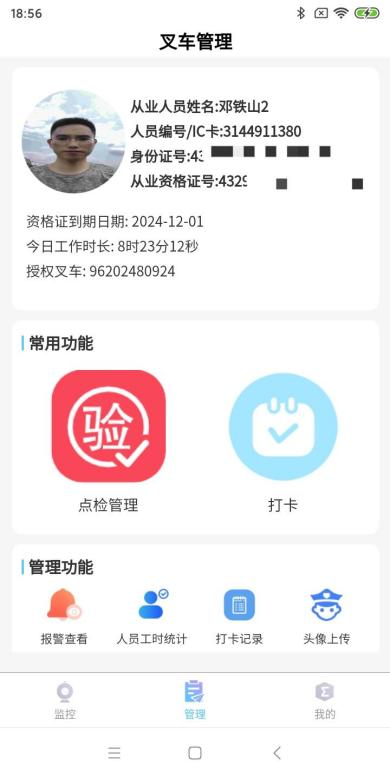 18:56
叉车管理
从业人员姓名:邓铁山2
人员编号/IC卡:3144911380
身份证号:43
从业资格证号:4329
资格证到期日期: 2024-12-01
今日工作时长: 8时23分12秒
授权叉车: 96202480924
常用功能
验
点检管理 打卡
管理功能
报警查看 人员工时统计 打卡记录 头像上传
监控 管理 我的